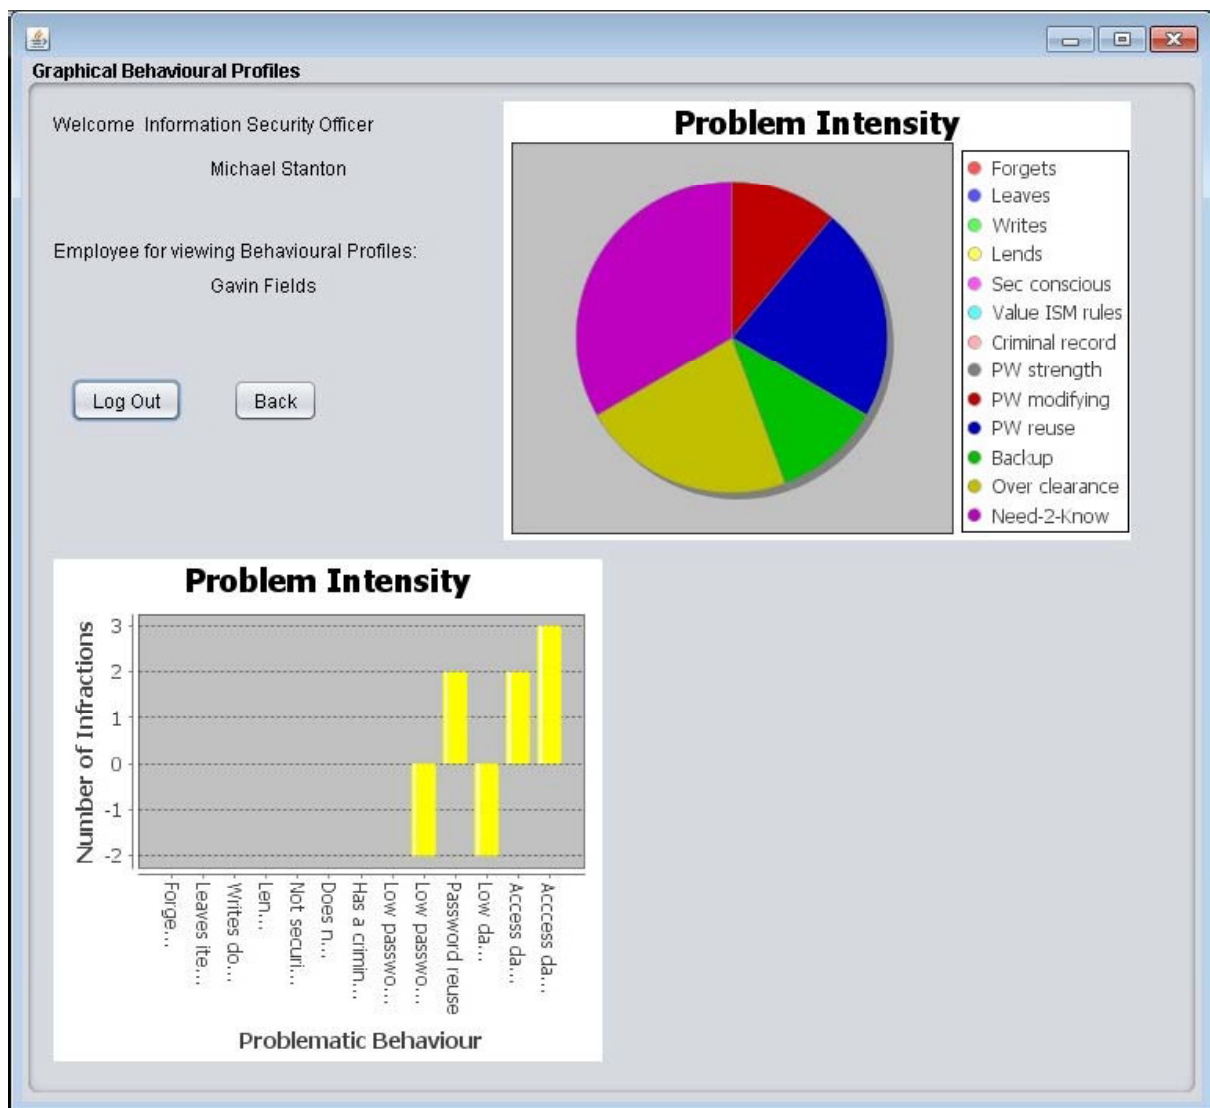 Graphical Behavioural Profiles
Welcome Information Security Officer
Michael Stanton
Employee for viewing Behavioural Profiles:
Gavin Fields
Log Out
Back
Problem Intensity
Forgets
Leaves
Writes
Lends
Sec conscious
Value ISM rules
Criminal record
PW strength
PW modifying
PW reuse
Backup
Over clearance
Need-2-Know
Problem Intensity
Number of Infractions
3
2
1
0
-1
-2
Forge...
Leaves ite...
Writes do...
Len...
Not securi...
Does n...
Has a crimin...
Low passwo...
Low passwo...
Password reuse
Low da...
Access da...
Acccess da...
Problematic Behaviour